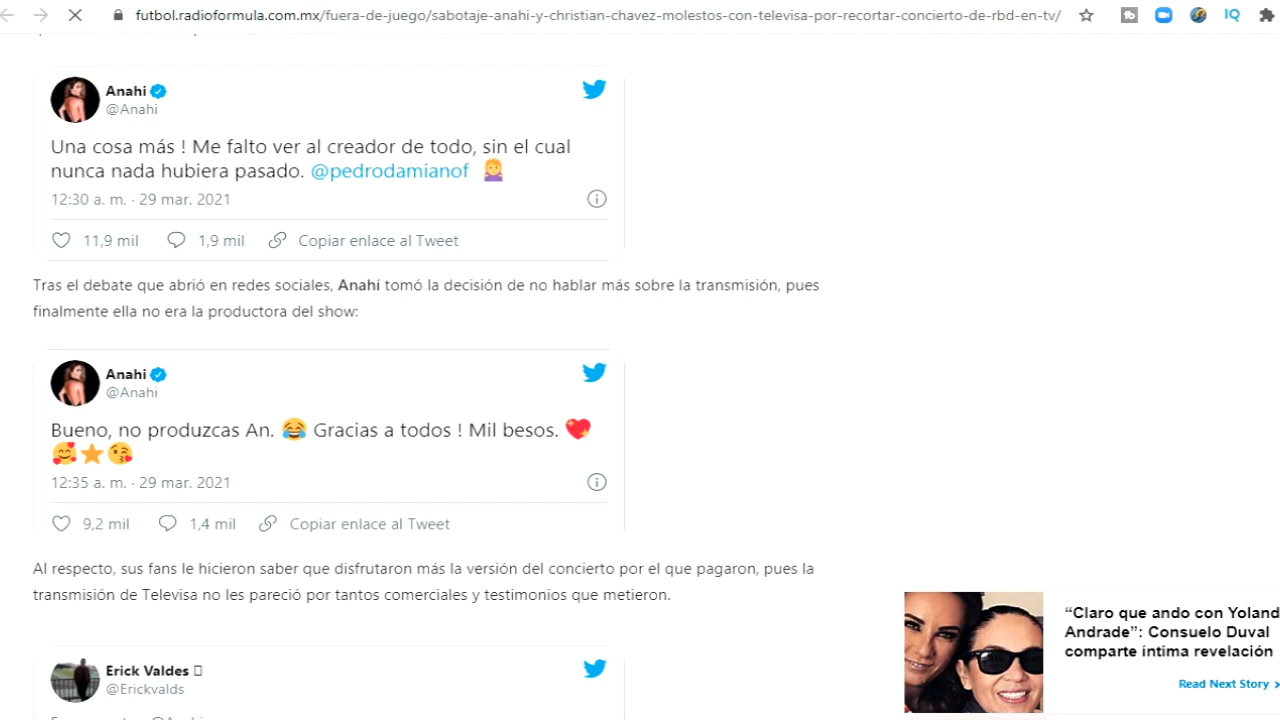 futbol.radioformula.com.mx/fuera-de-juego/sabotaje-anahi-y-christian-chavez-molestos-con-televisa-por-recortar-concierto-de-rbd-en-tv/
IQ
Anahi
@Anahi
Una cosa más ! Me falto ver al creador de todo, sin el cual
nunca nada hubiera pasado. @pedrodamianof 🤷‍♀️
12:30 a. m. · 29 mar. 2021
11,9 mil 1,9 mil Copiar enlace al Tweet
Tras el debate que abrió en redes sociales, Anahí tomó la decisión de no hablar más sobre la transmisión, pues
finalmente ella no era la productora del show:
Anahi
@Anahi
Bueno, no produzcas An. 😂 Gracias a todos ! Mil besos. 💖
🥰⭐😘
12:35 a. m. · 29 mar. 2021
9,2 mil 1,4 mil Copiar enlace al Tweet
Al respecto, sus fans le hicieron saber que disfrutaron más la versión del concierto por el que pagaron, pues la
transmisión de Televisa no les pareció por tantos comerciales y testimonios que metieron.
Erick Valdes
@Erickvalds
“Claro que ando con Yoland
Andrade”: Consuelo Duval
comparte íntima revelación
Read Next Story